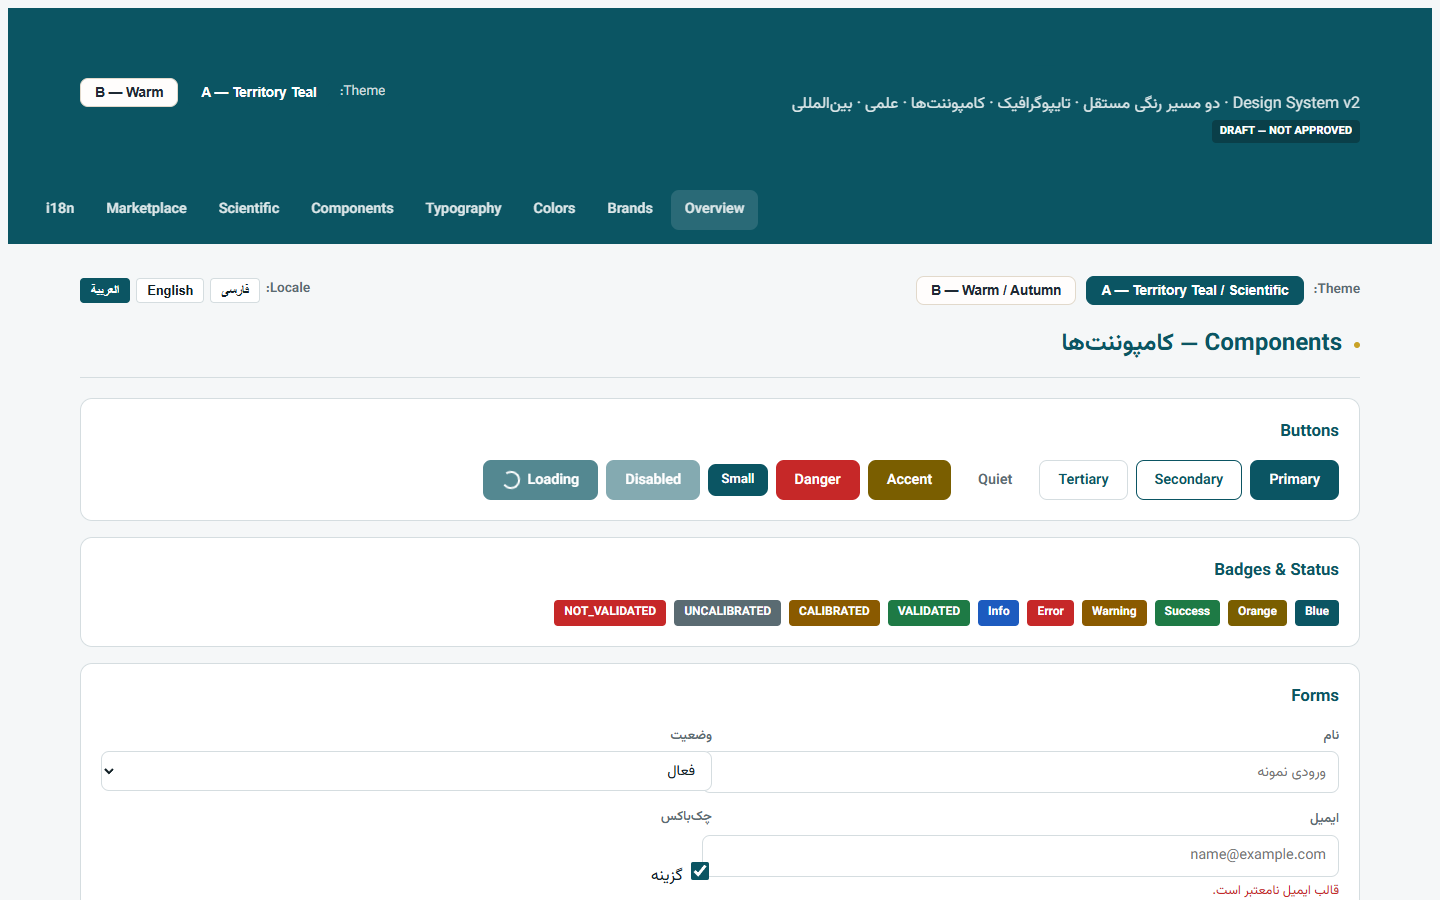 Design System v2 · دو مسیر رنگی مستقل · تایپوگرافیک · کامپوننت‌ها · علمی · بین‌المللی
DRAFT — NOT APPROVED
Theme:
A — Territory Teal
B — Warm
Overview
Brands
Colors
Typography
Components
Scientific
Marketplace
i18n
Theme:
A — Territory Teal / Scientific
B — Warm / Autumn
Locale:
فارسی
English
العربية
Components — کامپوننت‌ها
Buttons
Primary
Secondary
Tertiary
Quiet
Accent
Danger
Small
Disabled
Loading
Badges & Status
Blue
Orange
Success
Warning
Error
Info
VALIDATED
CALIBRATED
UNCALIBRATED
NOT_VALIDATED
Forms
نام
ورودی نمونه
وضعیت
فعال
ایمیل
name@example.com
قالب ایمیل نامعتبر است.
چک‌باکس
گزینه